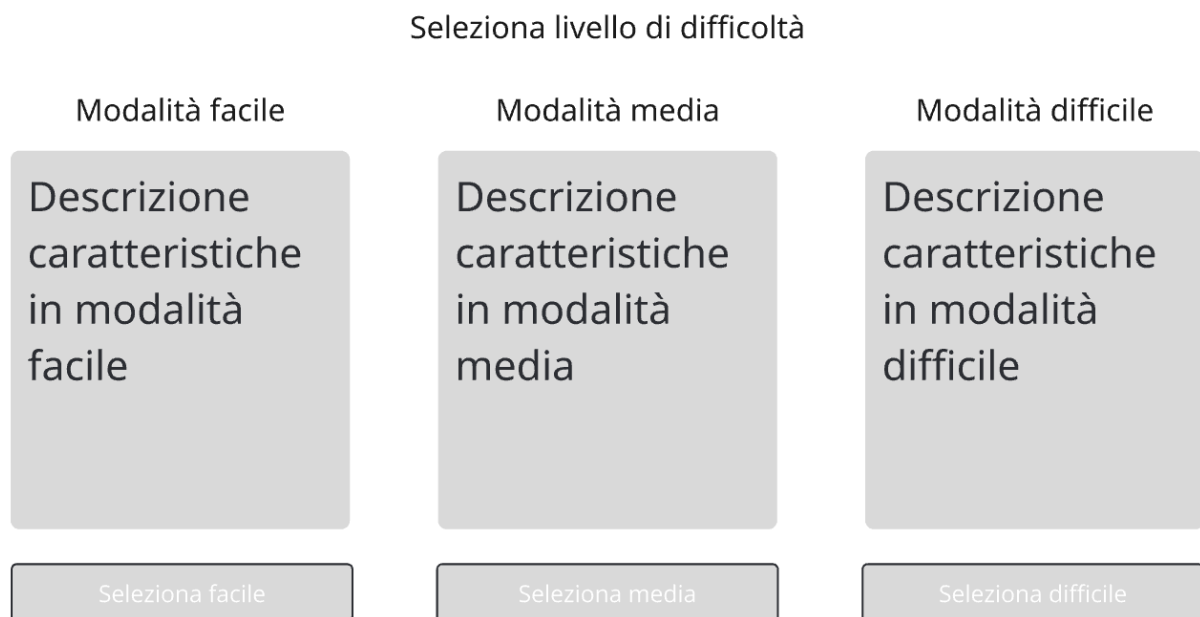 Seleziona livello di difficoltà
Modalità facile
Descrizione
caratteristiche
in modalità
facile
Seleziona facile
Modalità media
Descrizione
caratteristiche
in modalità
media
Seleziona media
Modalità difficile
Descrizione
caratteristiche
in modalità
difficile
Seleziona difficile